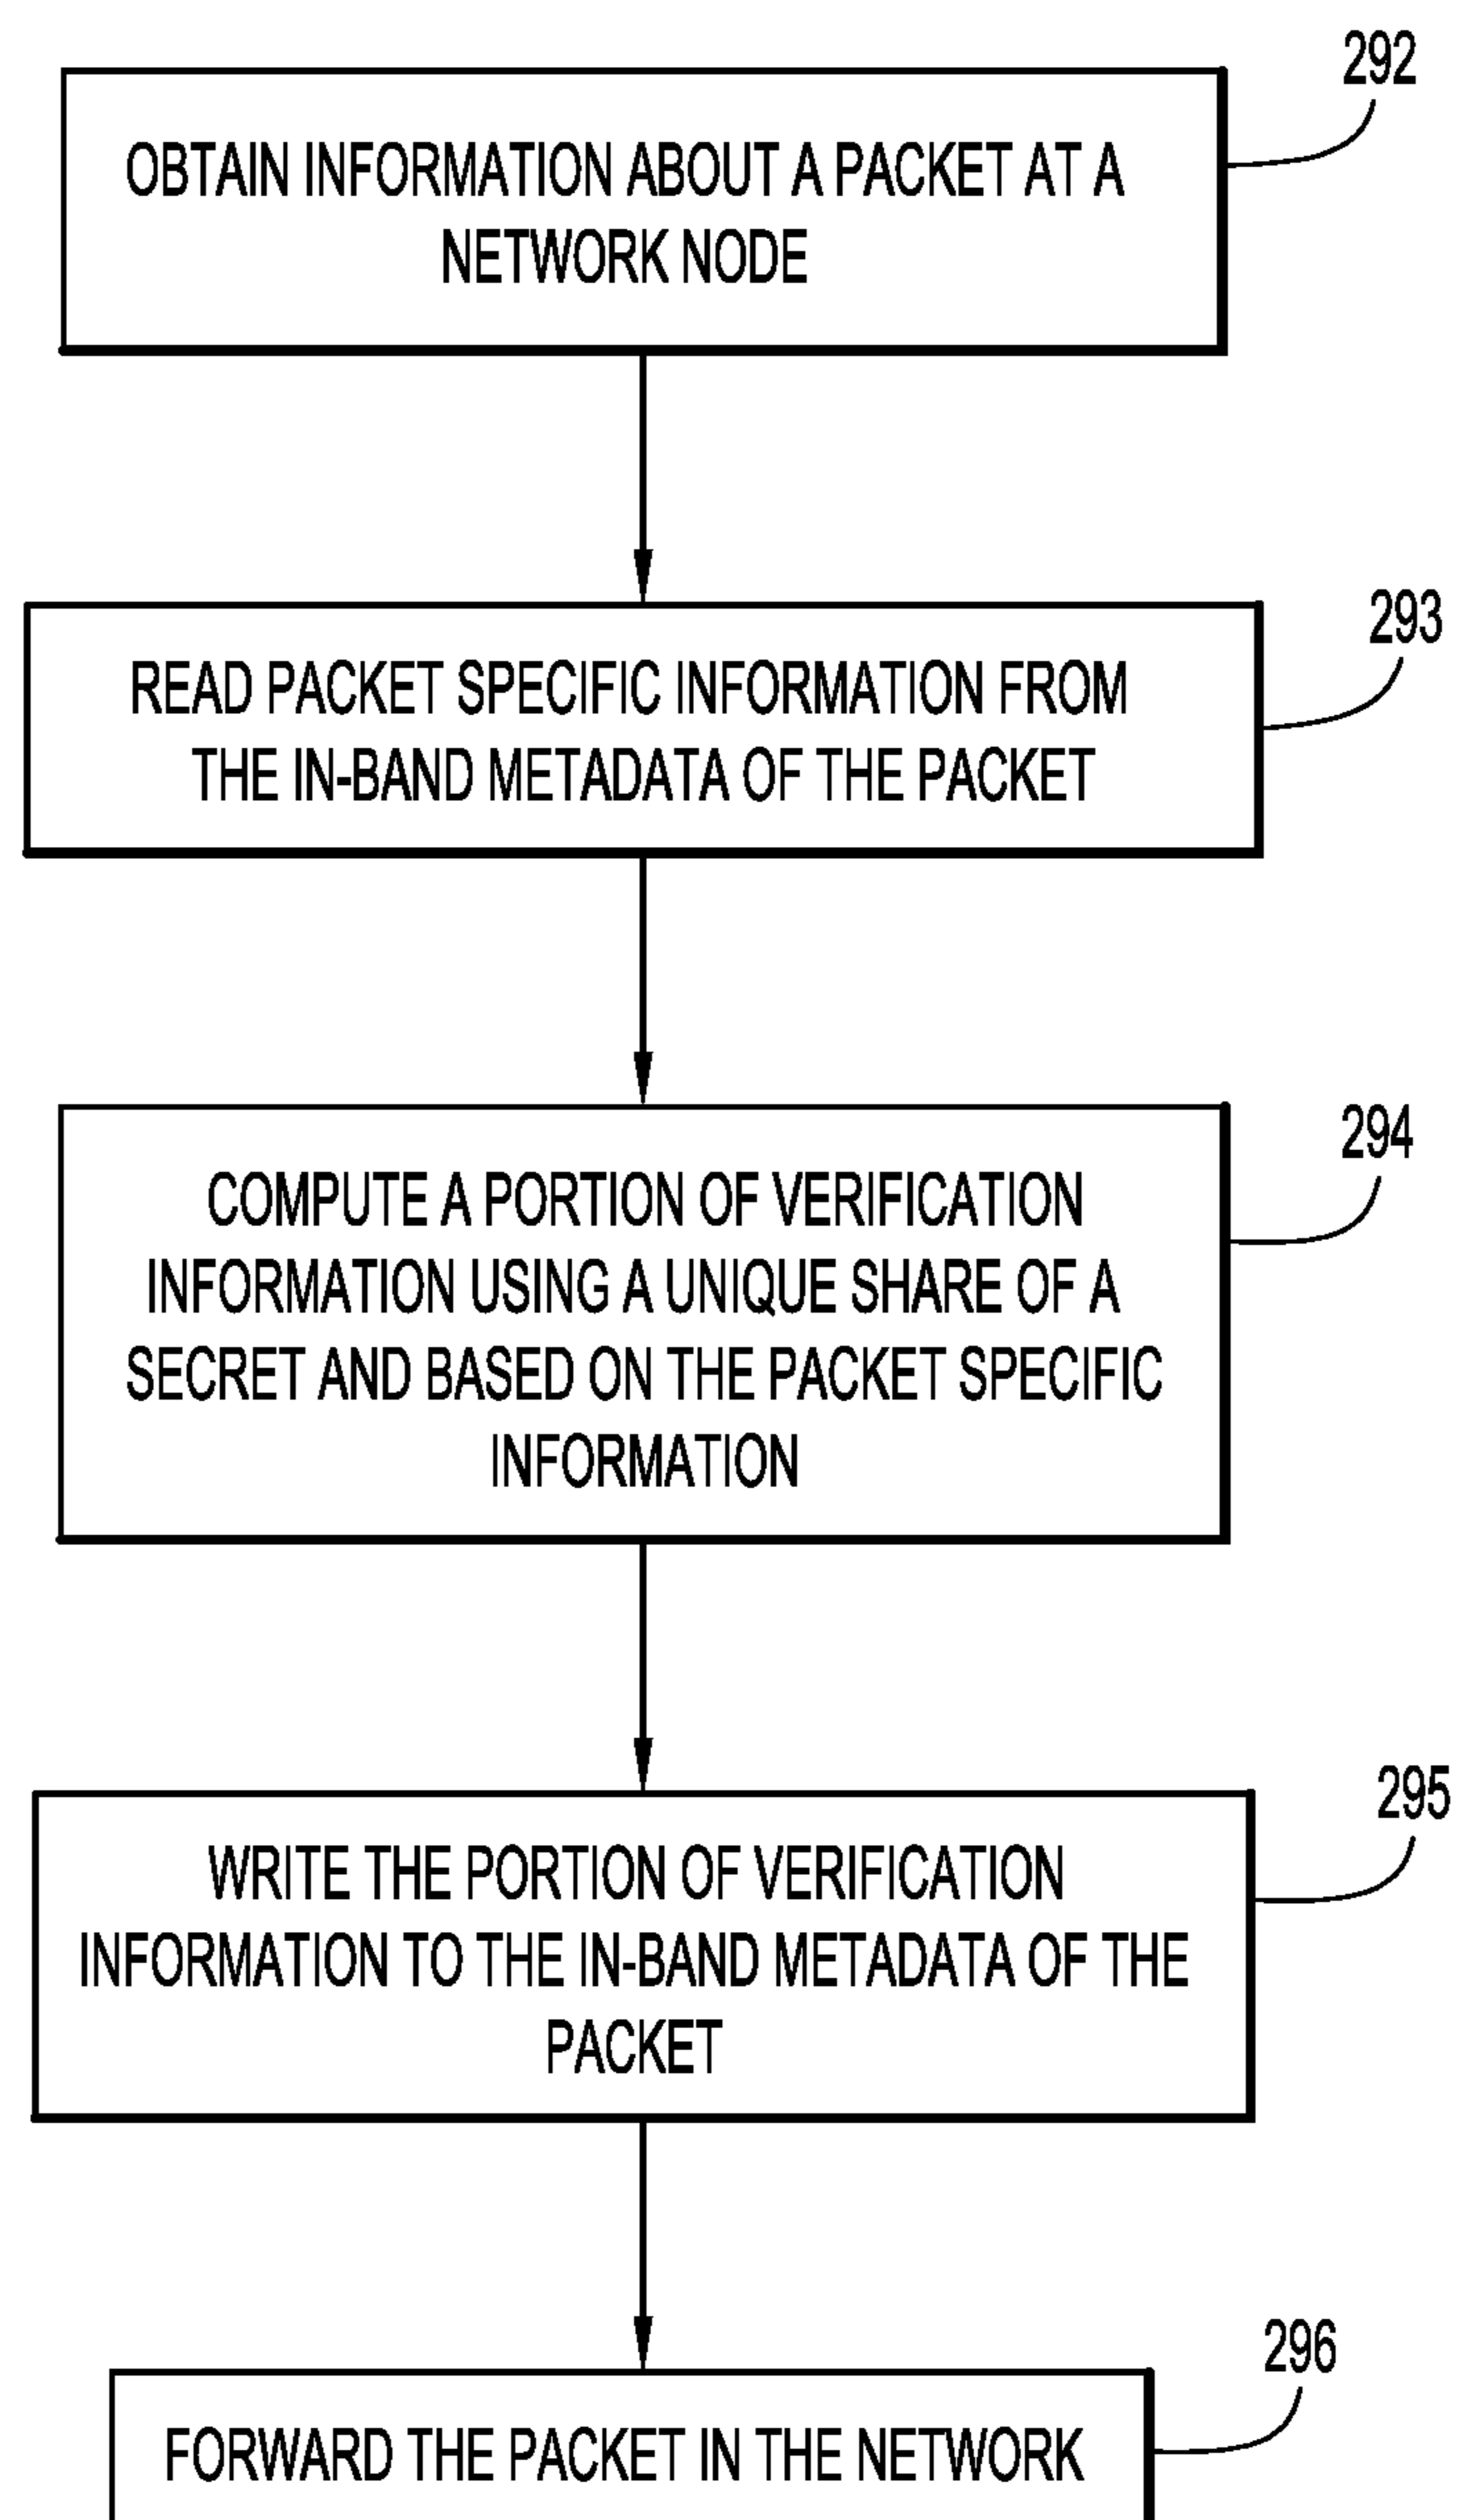 292
OBTAIN INFORMATION ABOUT A PACKET AT A
NETWORK NODE
293
READ PACKET SPECIFIC INFORMATION FROM
THE IN-BAND METADATA OF THE PACKET
294
COMPUTE A PORTION OF VERIFICATION
INFORMATION USING A UNIQUE SHARE OF A
SECRET AND BASED ON THE PACKET SPECIFIC
INFORMATION
295
WRITE THE PORTION OF VERIFICATION
INFORMATION TO THE IN-BAND METADATA OF THE
PACKET
296
FORWARD THE PACKET IN THE NETWORK